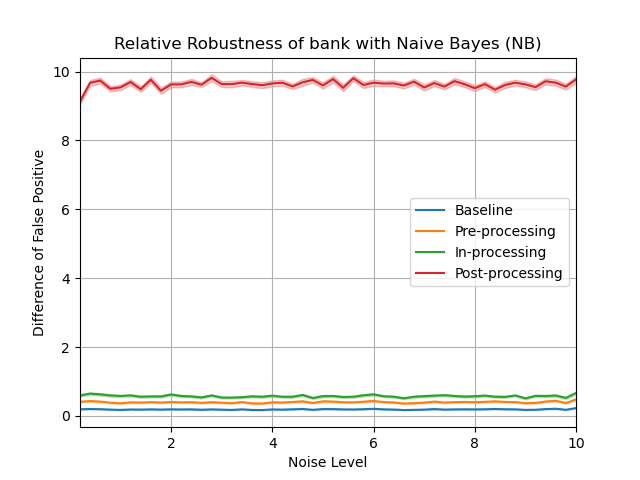 Relative Robustness of bank with Naive Bayes (NB)
Difference of False Positive
10
8
6
4
2
0
Baseline
Pre-processing
In-processing
Post-processing
2
4
6
8
10
Noise Level